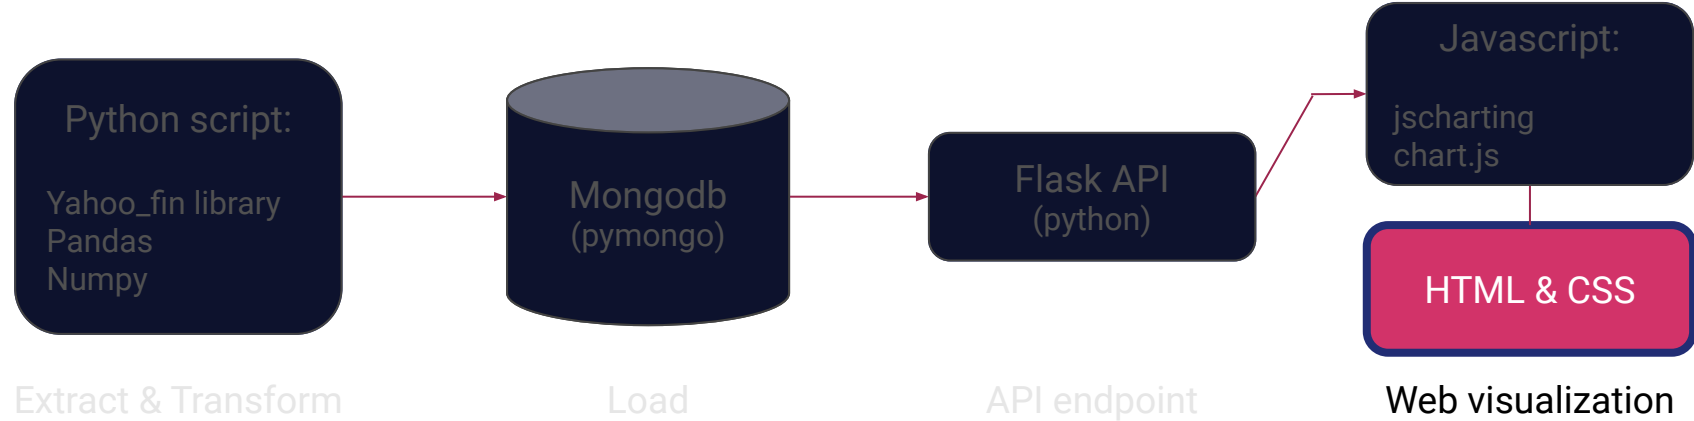 Python script:
Yahoo_fin library
Pandas
Numpy
Extract & Transform
Mongodb
(pymongo)
Load
Flask API
(python)
API endpoint
Javascript:
jscharting
chart.js
HTML & CSS
Web visualization